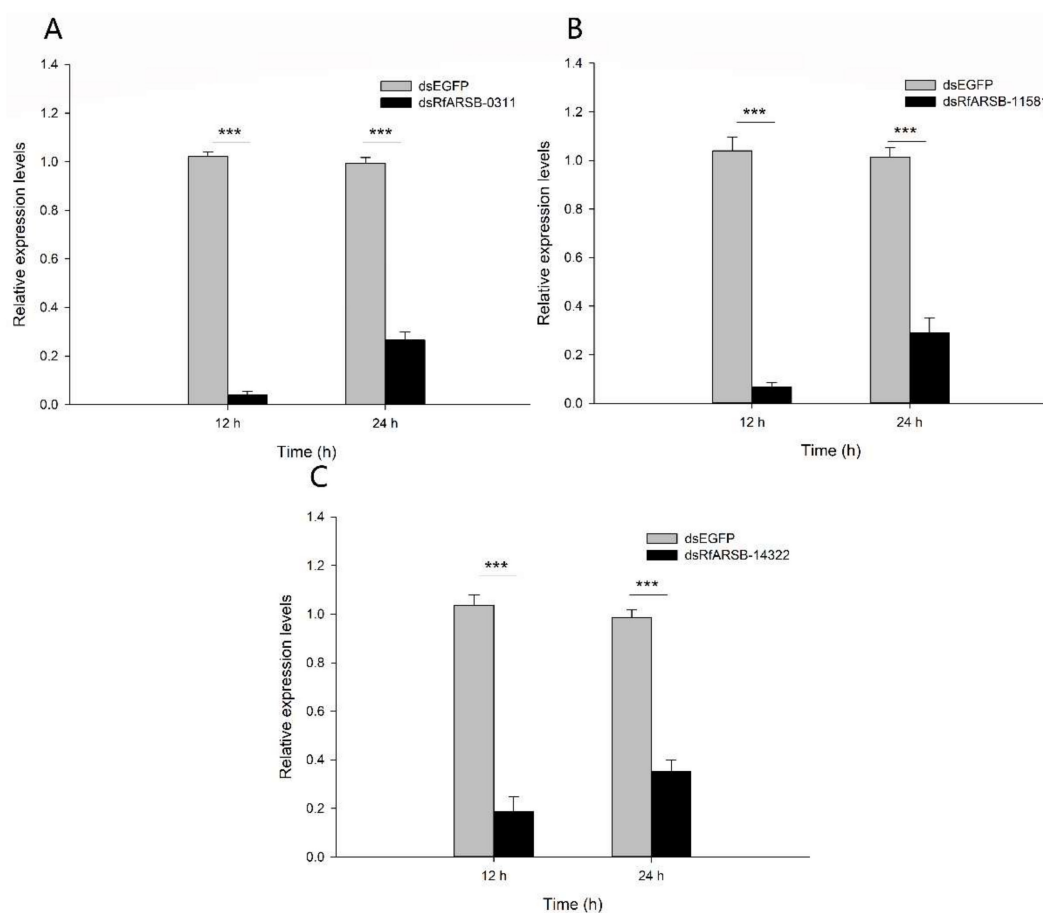 A
dsEGFP
dsRfARSB-0311
Relative expression levels
1.4
1.2
1.0
0.8
0.6
0.4
0.2
0.0
***
***
12 h
24 h
Time (h)
B
dsEGFP
dsRfARSB-11581
Relative expression levels
1.4
1.2
1.0
0.8
0.6
0.4
0.2
0.0
***
***
12 h
24 h
Time (h)
C
dsEGFP
dsRfARSB-14322
Relative expression levels
1.4
1.2
1.0
0.8
0.6
0.4
0.2
0.0
***
***
12 h
24 h
Time (h)